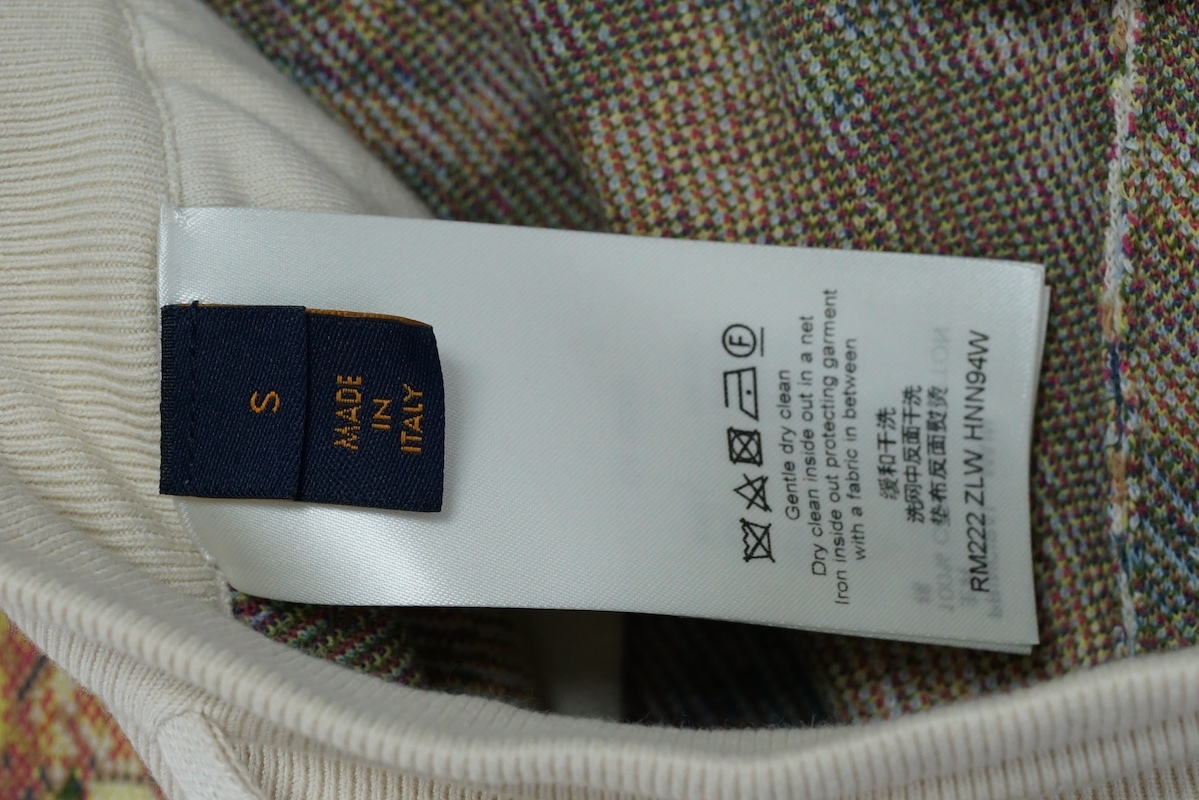 S
MADE
IN
ITALY
F
Gentle dry clean
Dry clean inside out in a net
Iron inside out protecting garment
with a fabric in between
缓和干洗
洗网中反面干洗
垫布反面熨烫
RM222 ZLW HNN94W